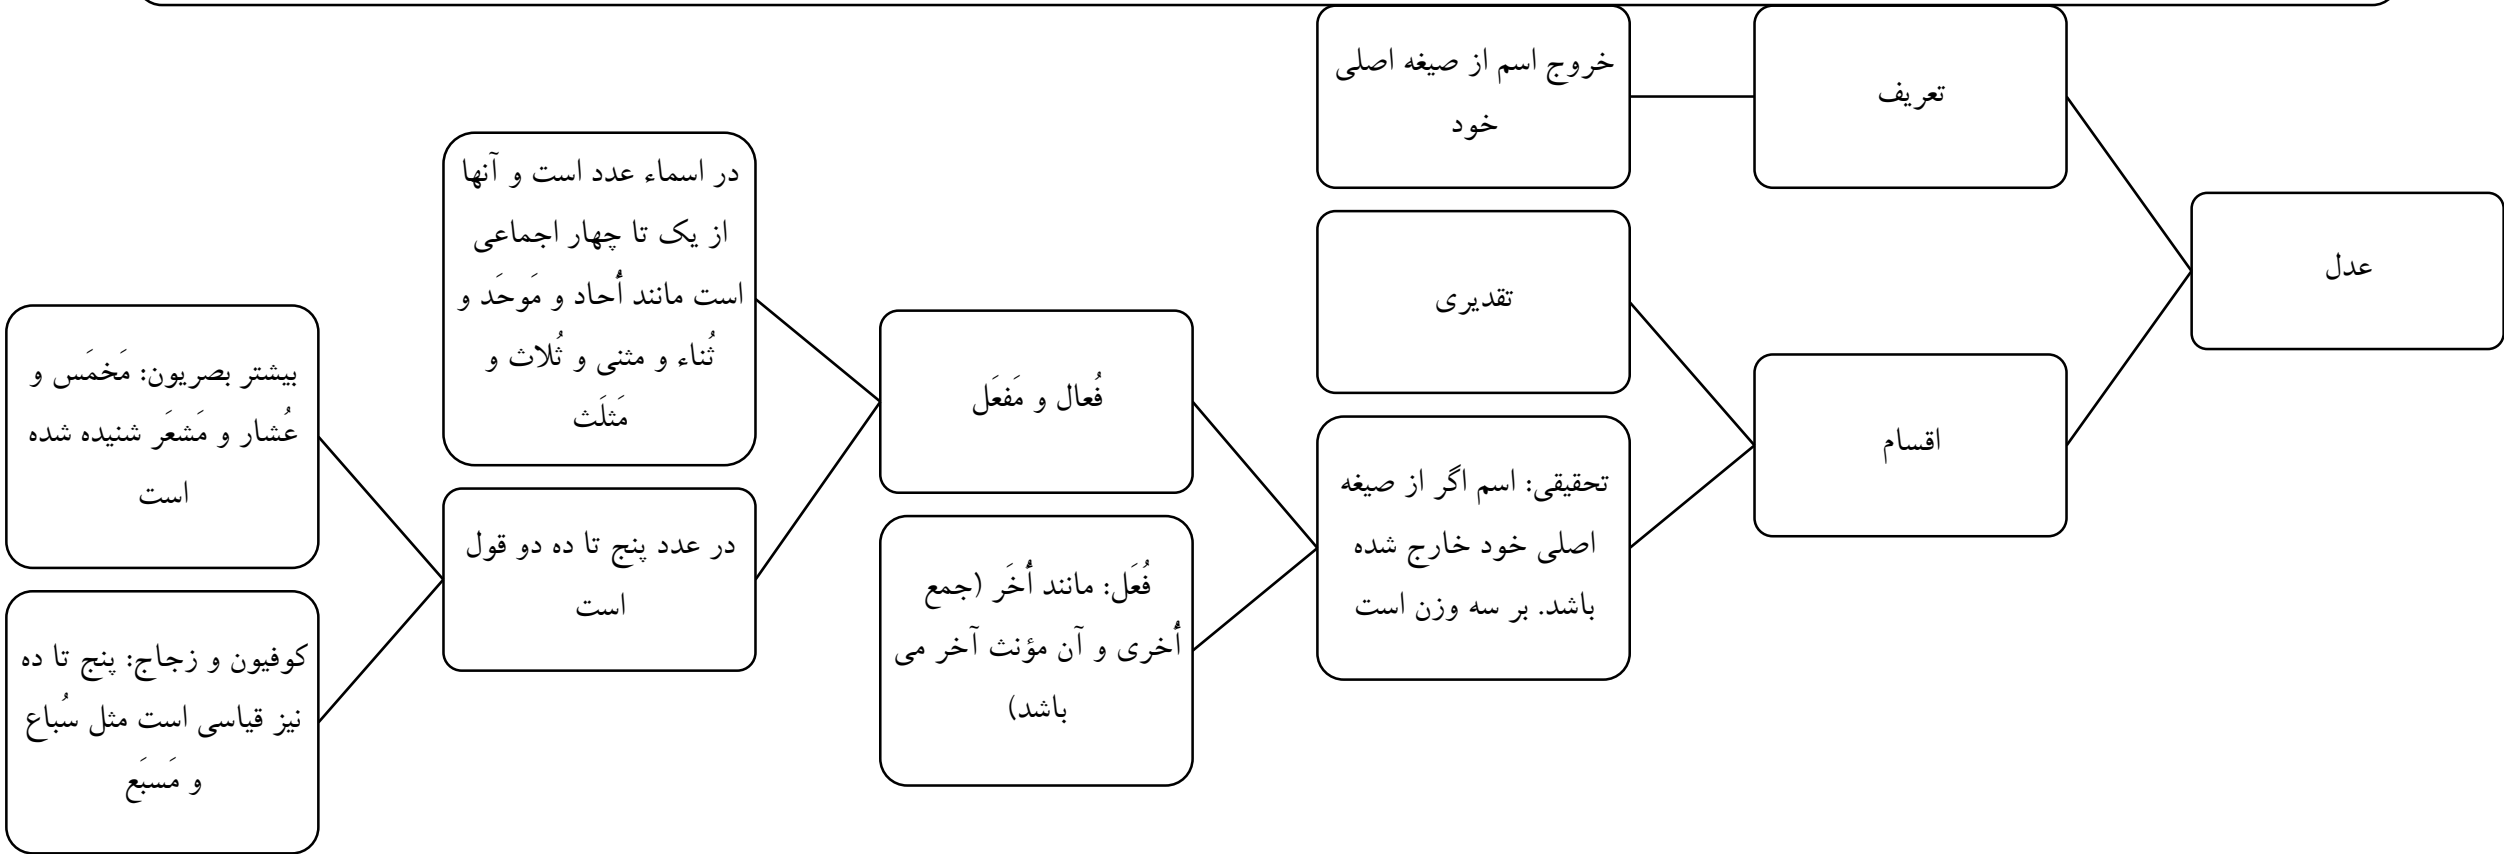 عدل
تعریف
خروج اسم از صیغه اصلی
خود
اقسام
تقدیری
تحقیقی: اسم اگر از صیغه
اصلی خود خارج شده
باشد. بر سه وزن است
فُعال و مَفعَل
در اسماء عدد است و آنها
از یک تا چهار اجماعی
است مانند أُحاد و مَوحَد و
ثُناء و مثنی و ثُلاث و
مَثلَث
در عدد پنج تا ده دو قول
است
بیشتر بصریون: مَخمَس و
عُشار و مَشعَر شنیده شده
است
کوفیون و زجاج: پنج تا ده
نیز قیاسی است مثل سُباع
و مَسبَع
فُعَل: مانند أُخَر (جمع
أُخری و آن مؤنث آخر می
باشد)